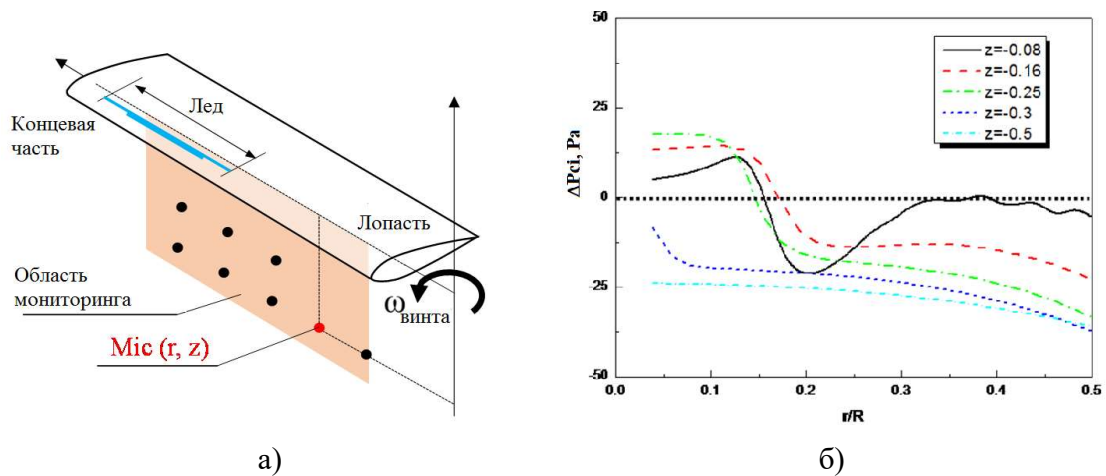 Лед
Концевая
часть
Лопасть
Область
мониторинга
ω винта
Mic (r, z)
а)
50
25
0
-25
-50
ΔPci, Pa
z=-0.08
z=-0.16
z=-0.25
z=-0.3
z=-0.5
0.0 0.1 0.2 0.3 0.4 0.5
r/R
б)